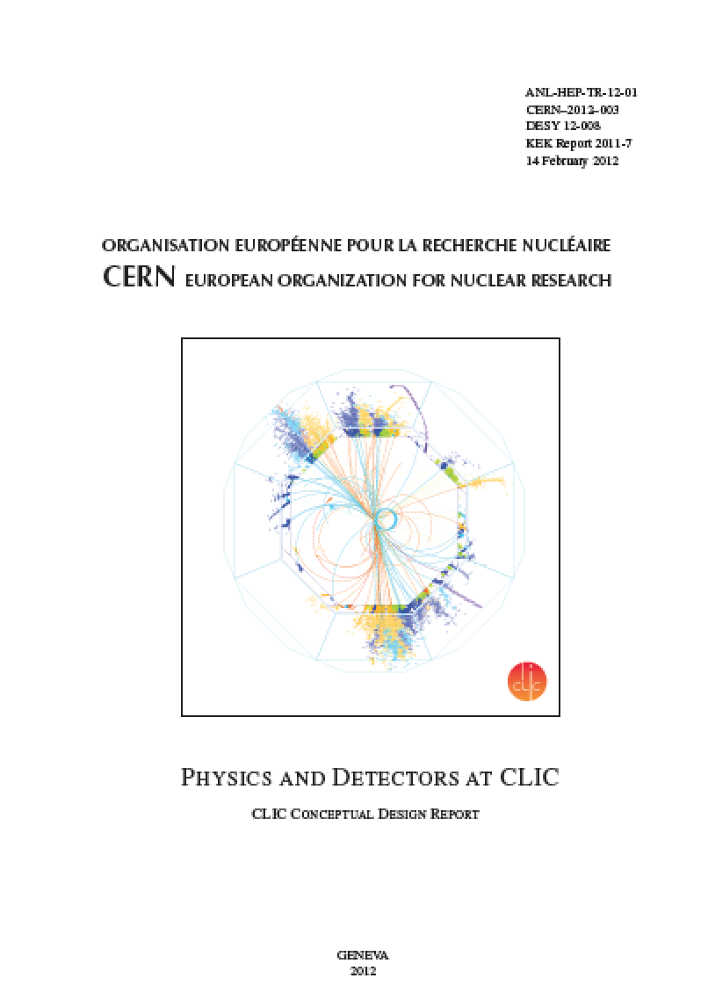 ANL-HEP-TR-12-01
CERN–2012–003
DESY 12-008
KEK Report 2011-7
14 February 2012
ORGANISATION EUROPÉENNE POUR LA RECHERCHE NUCLÉAIRE
CERN EUROPEAN ORGANIZATION FOR NUCLEAR RESEARCH
clic
PHYSICS AND DETECTORS AT CLIC
CLIC CONCEPTUAL DESIGN REPORT
GENEVA
2012